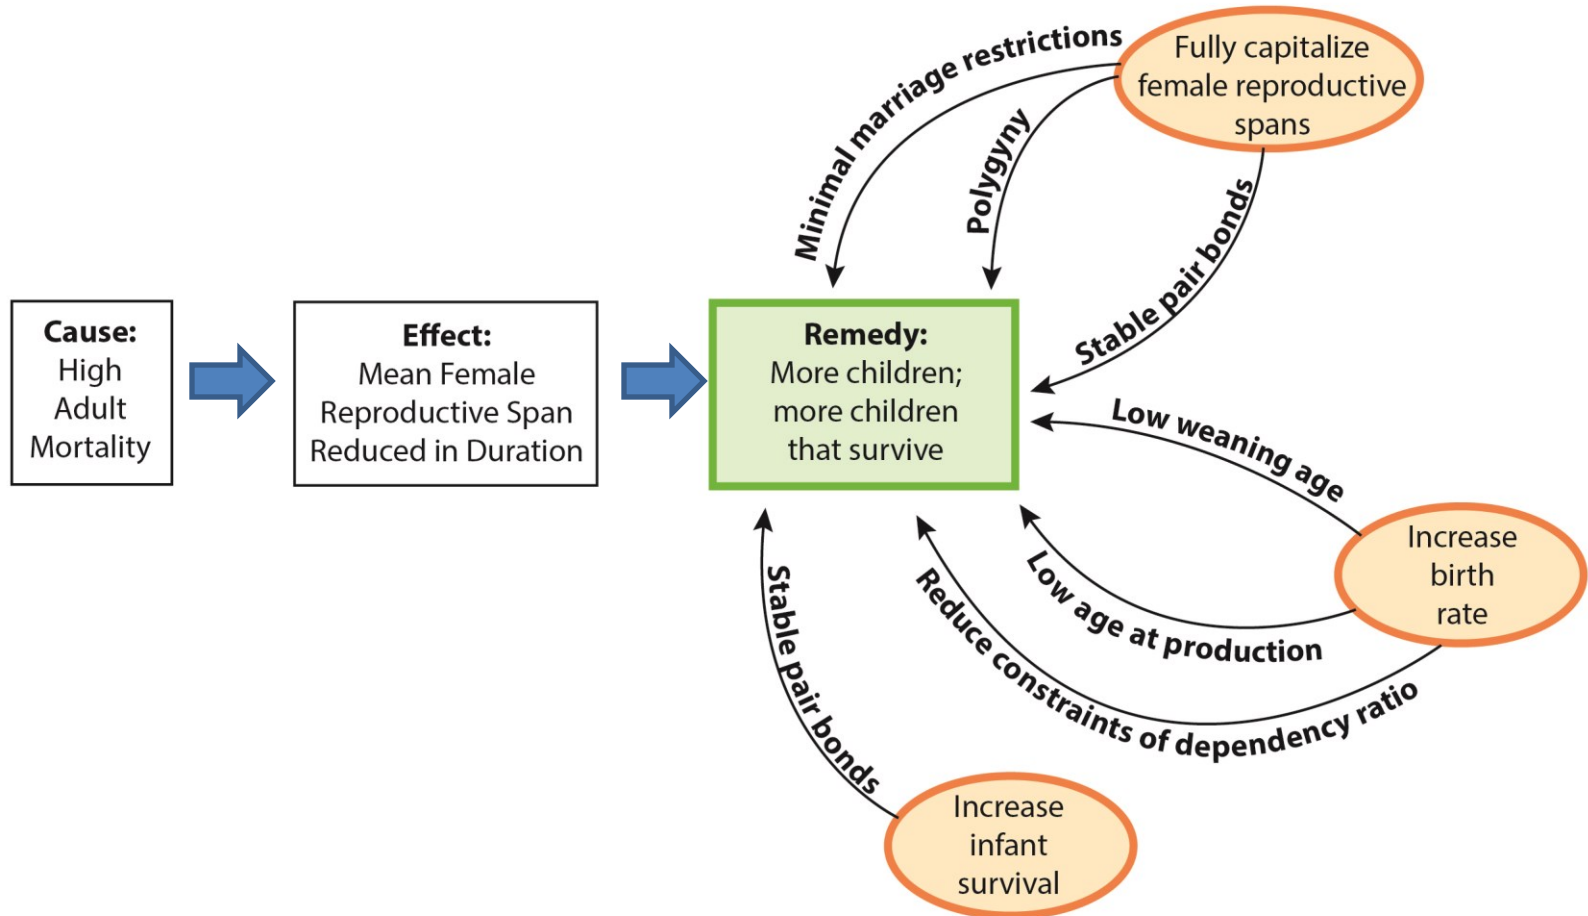 Cause:
High
Adult
Mortality
Effect:
Mean Female
Reproductive Span
Reduced in Duration
Remedy:
More children;
more children
that survive
Minimal marriage restrictions
Polygyny
Stable pair bonds
Fully capitalize
female reproductive
spans
Low weaning age
Low age at production
Reduce constraints of dependency ratio
Increase
birth
rate
Stable pair bonds
Increase
infant
survival